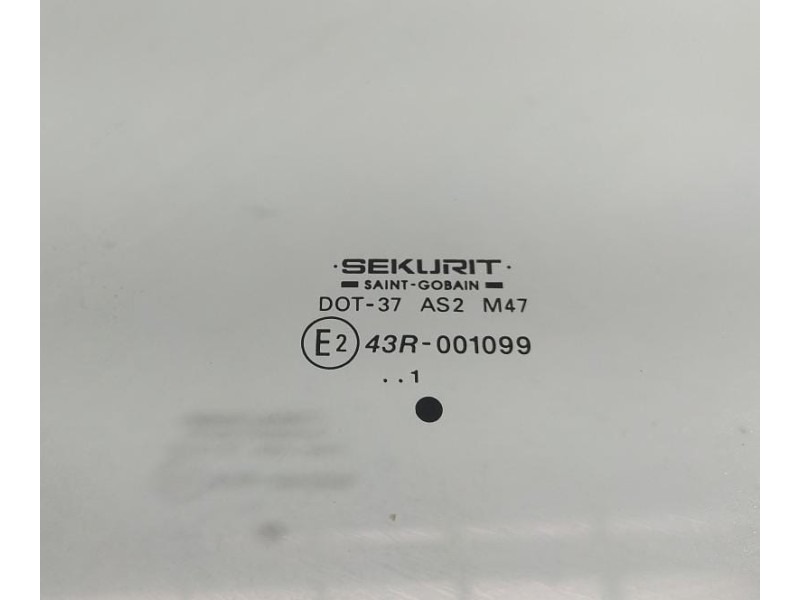 ·SEKURIT·
SAINT-GOBAIN
DOT-37 AS2 M47
E2 43R-001099
..1